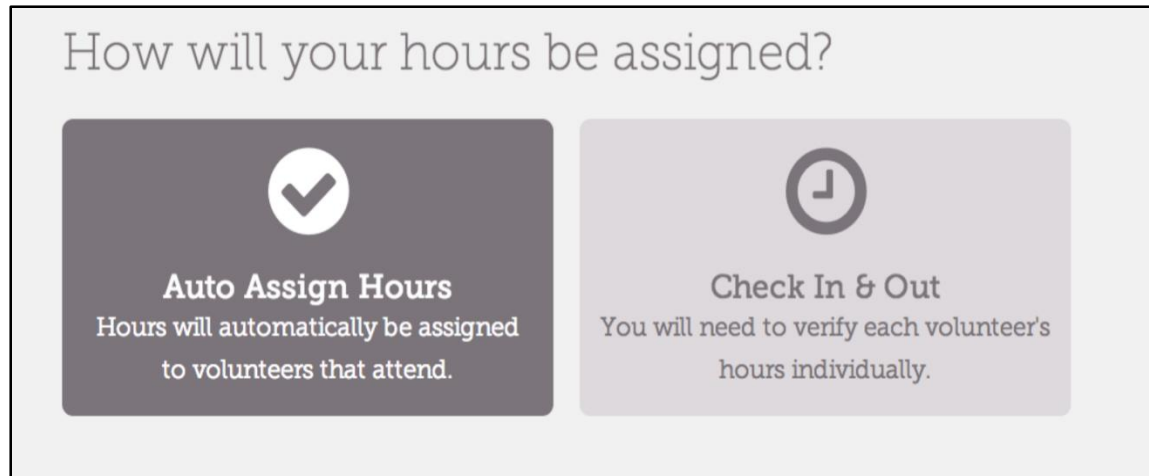 How will your hours be assigned?
Auto Assign Hours
Hours will automatically be assigned
to volunteers that attend.
Check In & Out
You will need to verify each volunteer's
hours individually.